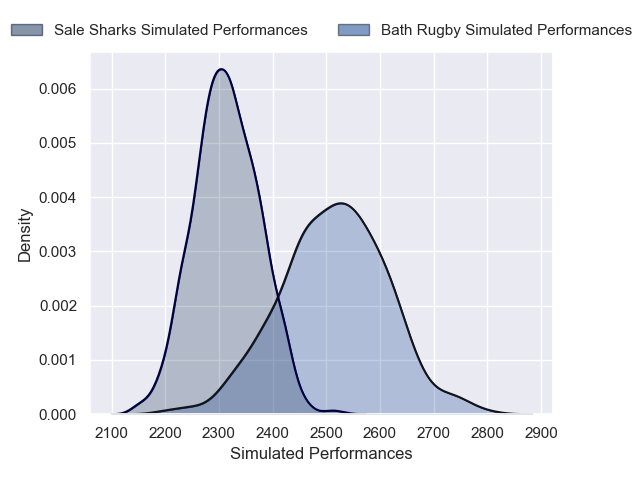 Sale Sharks Simulated Performances Bath Rugby Simulated Performances
0.006
0.005
0.004
0.003
0.002
0.001
0.000
Density
2100 2200 2300 2400 2500 2600 2700 2800 2900
Simulated Performances